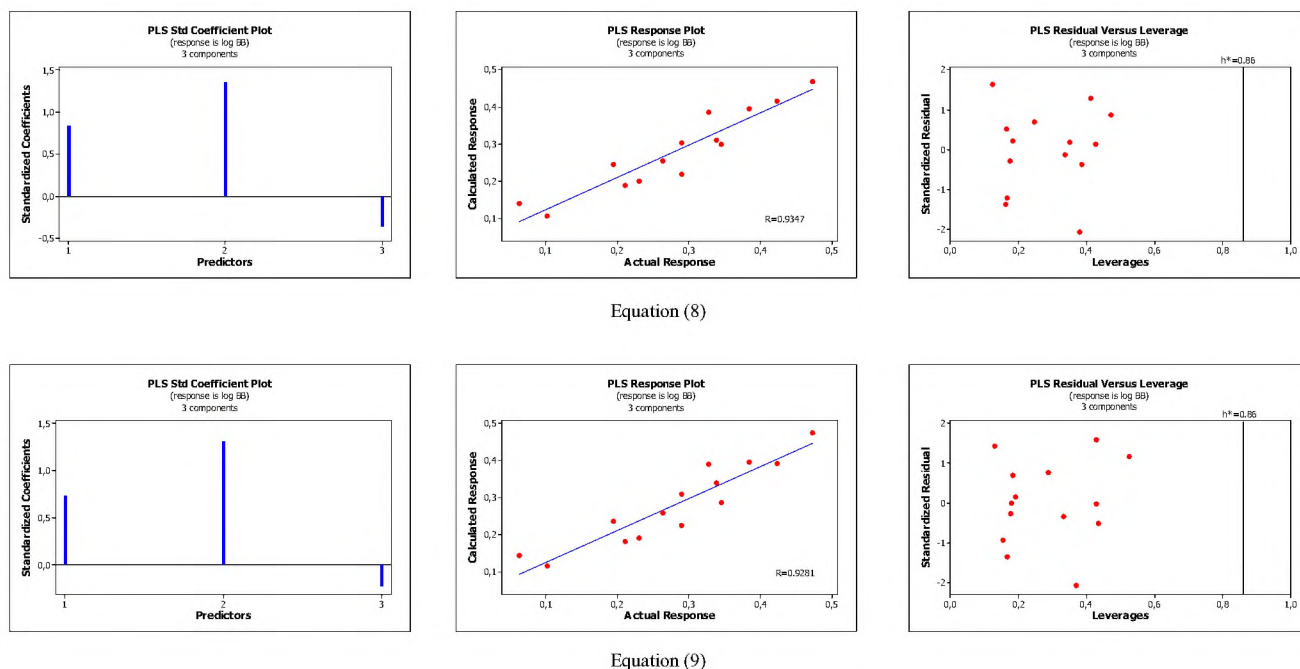 PLS Std Coefficient Plot
(response is log BB)
3 components
1,5
1,0
0,5
0,0
-0,5
Standardized Coefficients
1
2
3
Predictors
PLS Response Plot
(response is log BB)
3 components
0,5
0,4
0,3
0,2
0,1
Calculated Response
R=0.9347
0,1
0,2
0,3
0,4
0,5
Actual Response
PLS Residual Versus Leverage
(response is log BB)
3 components
h*=0.86
2
1
0
-1
-2
Standardized Residual
0,0
0,2
0,4
0,6
0,8
1,0
Leverages
Equation (8)
PLS Std Coefficient Plot
(response is log BB)
3 components
1,5
1,0
0,5
0,0
Standardized Coefficients
1
2
3
Predictors
PLS Response Plot
(response is log BB)
3 components
0,5
0,4
0,3
0,2
0,1
Calculated Response
R=0.9281
0,1
0,2
0,3
0,4
0,5
Actual Response
PLS Residual Versus Leverage
(response is log BB)
3 components
h*=0.86
2
1
0
-1
-2
Standardized Residual
0,0
0,2
0,4
0,6
0,8
1,0
Leverages
Equation (9)